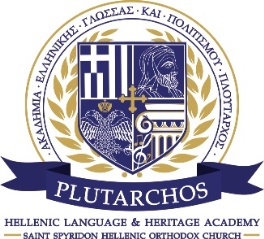 · ΑΚΑΔΗΜΙΑ · ΕΛΛΗΝΙΚΗΣ · ΓΛΩΣΣΑΣ · ΚΑΙ · ΠΟΛΙΤΙΣΜΟΥ · ΠΛΟΥΤΑΡΧΟΣ ·
PLUTARCHOS
HELLENIC LANGUAGE & HERITAGE ACADEMY
SAINT SPYRIDON HELLENIC ORTHODOX CHURCH